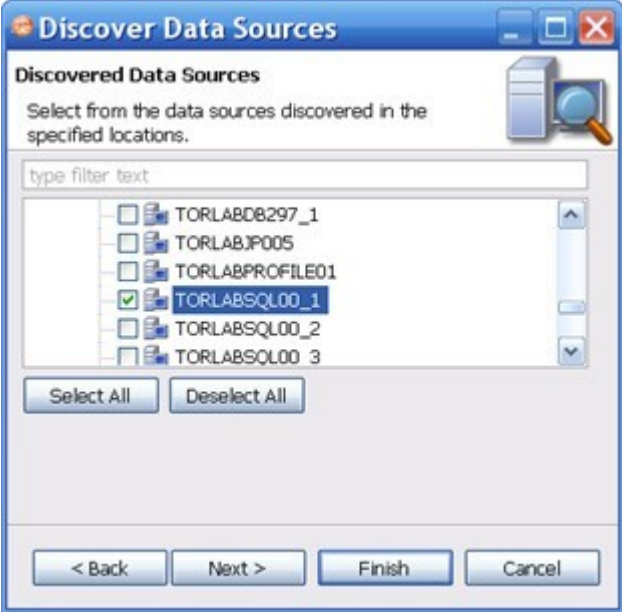 Discover Data Sources
Discovered Data Sources
Select from the data sources discovered in the
specified locations.
type filter text
TORLABDB297_1
TORLABJP005
TORLABPROFILE01
TORLABSQL00_1
TORLABSQL00_2
TORLABSQL00_3
Select All
Deselect All
< Back
Next >
Finish
Cancel